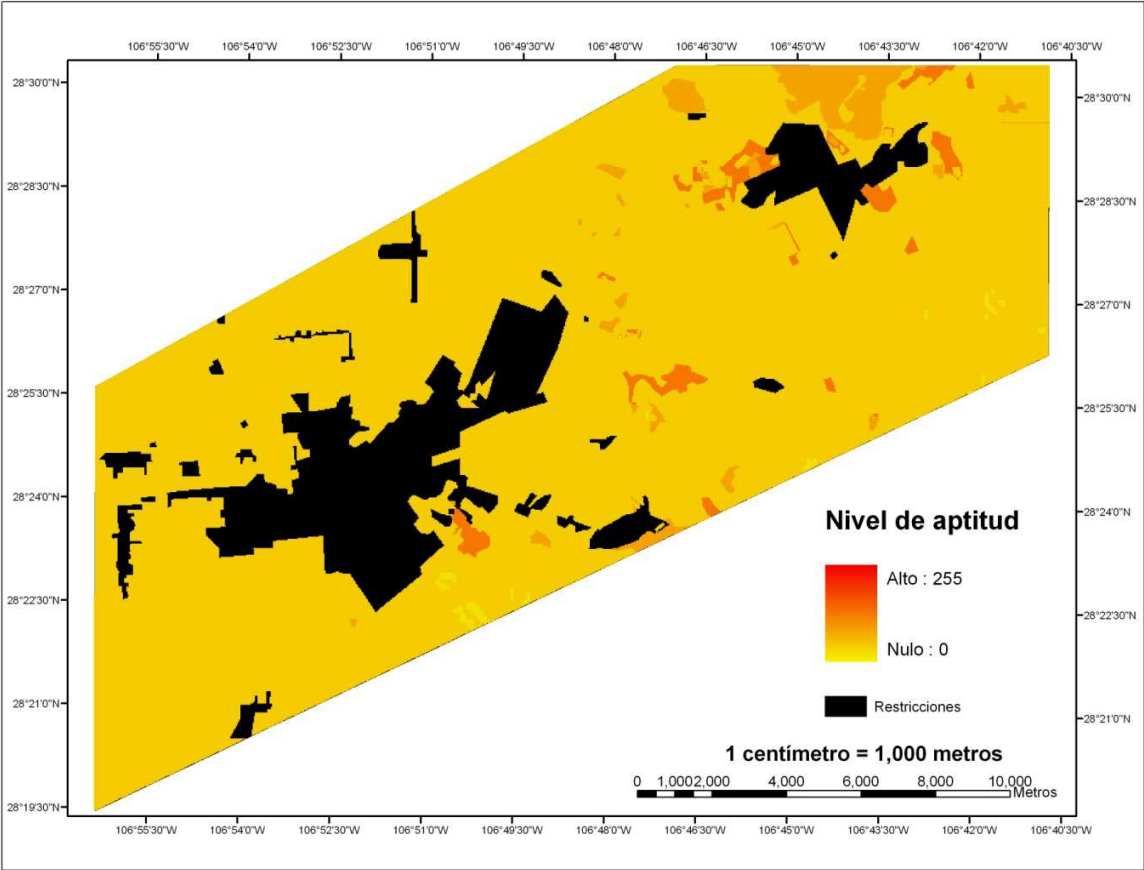 106°55'30"W 106°54'0"W 106°52'30"W 106°51'0"W 106°49'30"W 106°48'0"W 106°46'30"W 106°45'0"W 106°43'30"W 106°42'0"W 106°40'30"W
28°30'0"N 28°30'0"N
28°28'30"N 28°28'30"N
28°27'0"N 28°27'0"N
28°25'30"N 28°25'30"N
28°24'0"N 28°24'0"N
Nivel de aptitud
Alto : 255
28°22'30"N 28°22'30"N
Nulo : 0
28°21'0"N Restricciones 28°21'0"N
1 centímetro = 1,000 metros
0 1,000 2,000 4,000 6,000 8,000 10,000
Metros
28°19'30"N
106°55'30"W 106°54'0"W 106°52'30"W 106°51'0"W 106°49'30"W 106°48'0"W 106°46'30"W 106°45'0"W 106°43'30"W 106°42'0"W 106°40'30"W